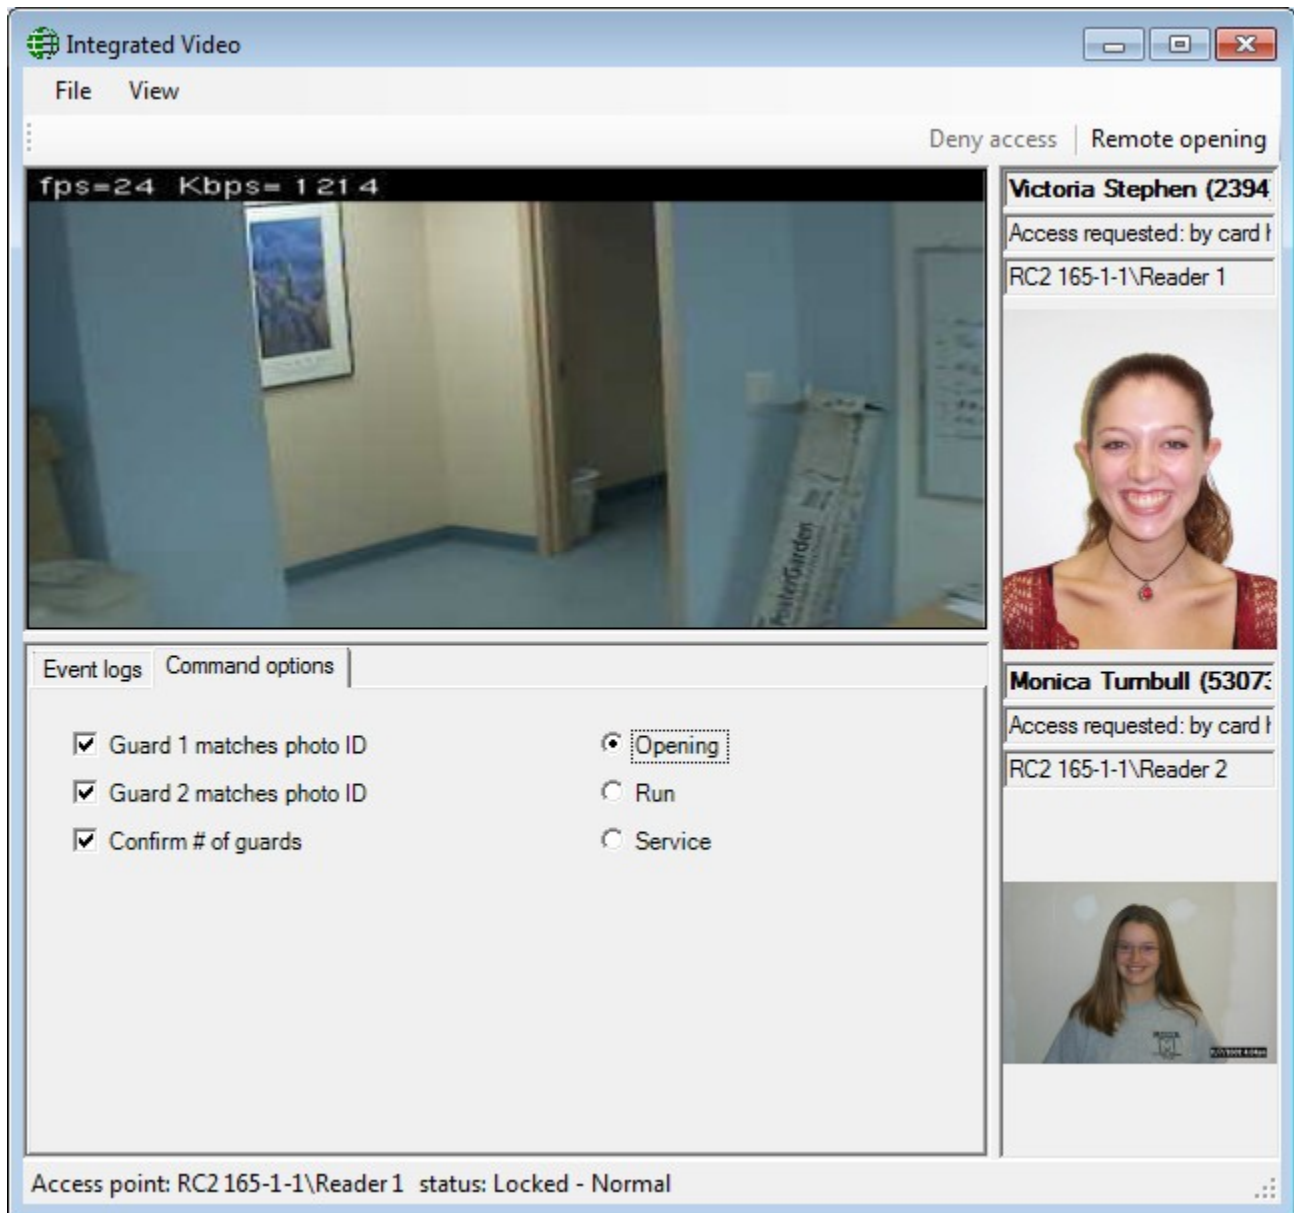 Integrated Video
File View
Deny access Remote opening
fps=24 Kbps= 1214
Victoria Stephen (2394
Access requested: by card
RC2 165-1-1\Reader 1
PosterGarden
Event logs Command options
Guard 1 matches photo ID
Guard 2 matches photo ID
Confirm # of guards
Opening
Run
Service
Monica Turnbull (5307
Access requested: by card
RC2 165-1-1\Reader 2
Access point: RC2 165-1-1\Reader 1 status: Locked - Normal